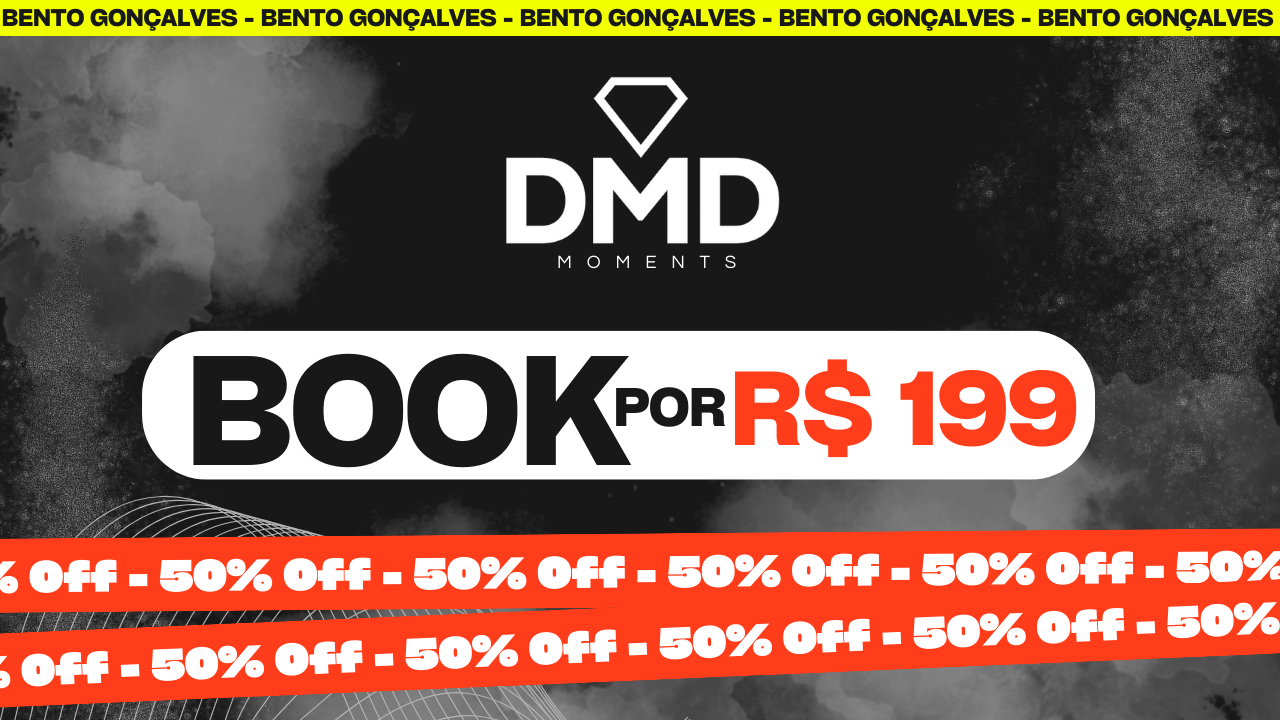 BENTO GONÇALVES - BENTO GONÇALVES - BENTO GONÇALVES - BENTO GONÇALVES - BENTO GONÇALVES
DMD
MOMENTS
BOOK POR R$ 199
% Off - 50% Off - 50% Off - 50% Off - 50% Off - 50%
% Off - 50% Off - 50% Off - 50% Off - 50% Off - 50%